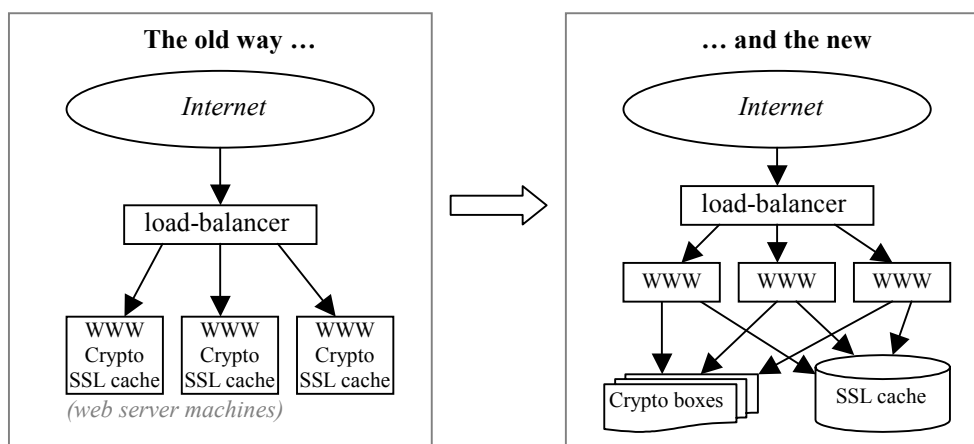 The old way …
Internet
load-balancer
WWW
Crypto
SSL cache
WWW
Crypto
SSL cache
WWW
Crypto
SSL cache
(web server machines)
… and the new
Internet
load-balancer
WWW
WWW
WWW
Crypto boxes
SSL cache